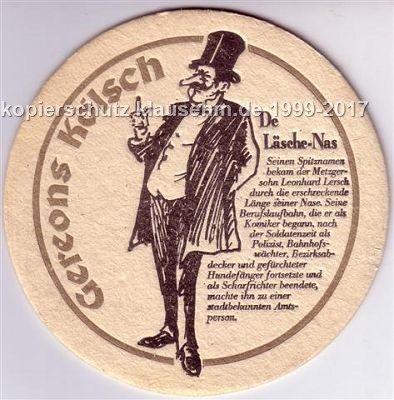 Gereons Kölsch
kopierschutz-klausehm.de-1999-2017
De
Läsche-Nas
Seinen Spitznamen
bekam der Metzger-
sohn Leonhard Lersch
durch die erschreckende
Länge seiner Nase. Seine
Berufslaufbahn, die er als
Komiker begann, nach
der Soldatenzeit als
Polizist, Bahnhofs-
wächter, Bezirksab-
decker und gefürchteter
Hundefänger fortsetzte und
als Scharfrichter beendete,
machte ihn zu einer
stadtbekannten Amts-
person.